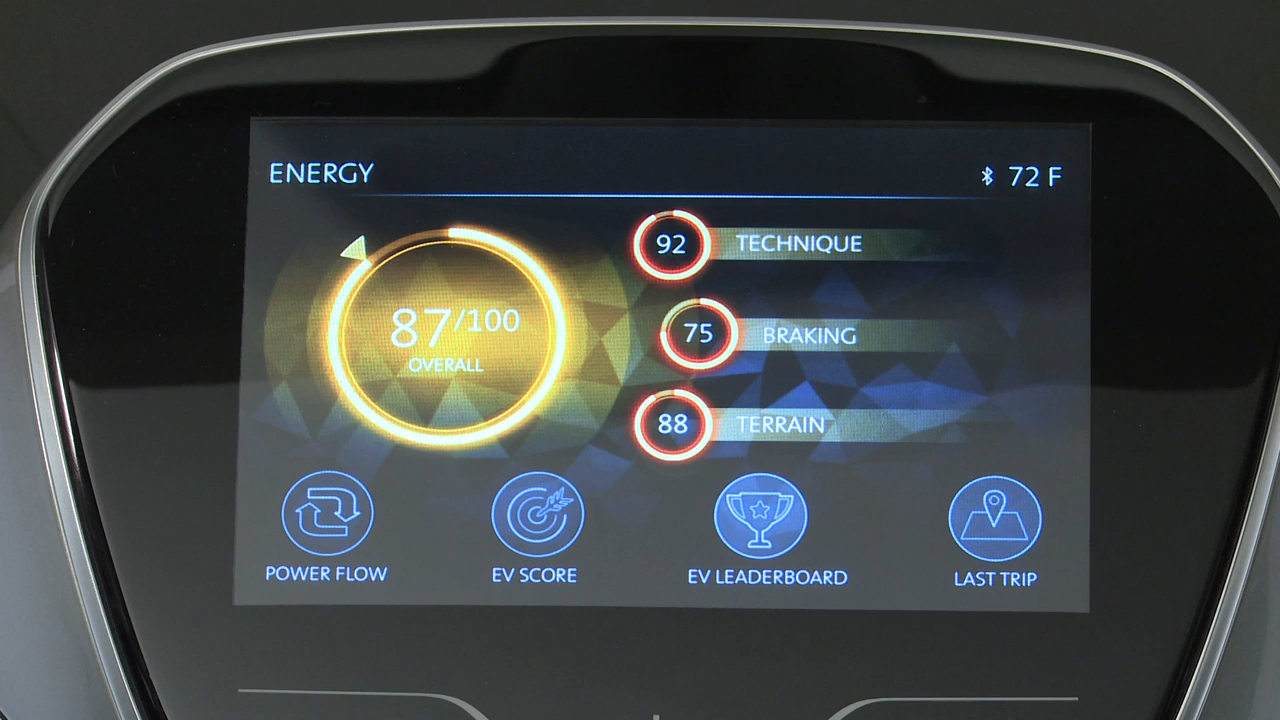 ENERGY
72 F
87/100
OVERALL
92 TECHNIQUE
75 BRAKING
88 TERRAIN
POWER FLOW
EV SCORE
EV LEADERBOARD
LAST TRIP